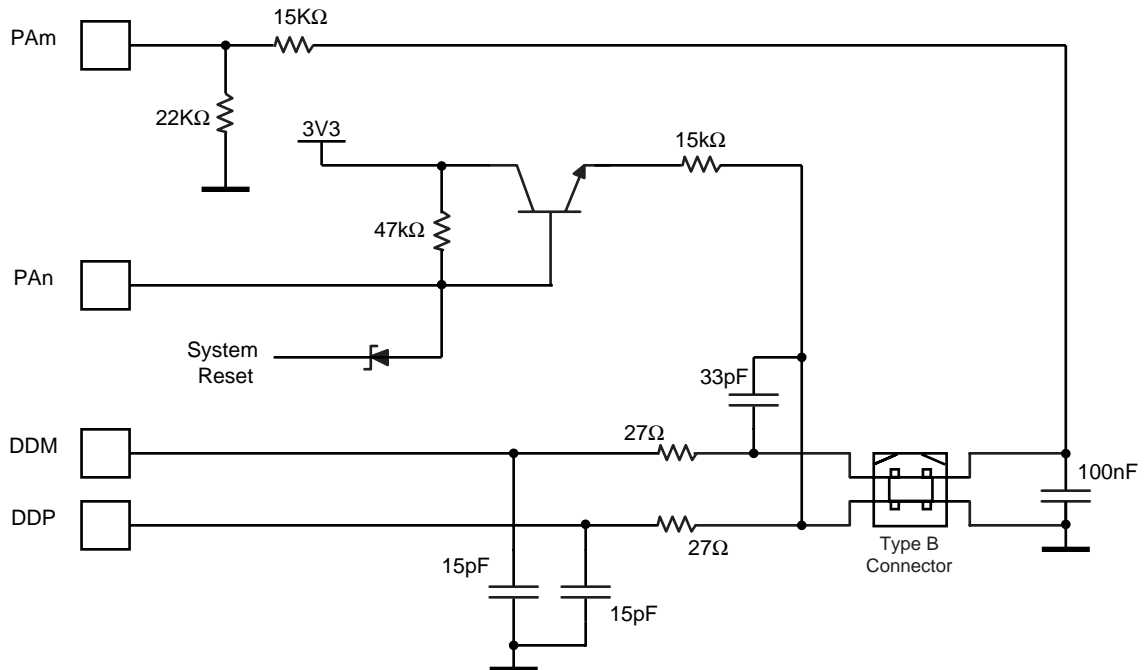 PAm
15KΩ
22KΩ
3V3
15kΩ
47kΩ
PAn
System
Reset
33pF
DDM
27Ω
100nF
DDP
27Ω
Type B
Connector
15pF
15pF